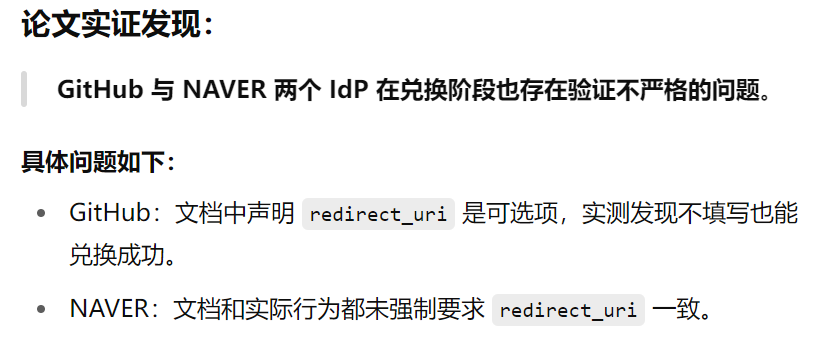 论文实证发现：
GitHub 与 NAVER 两个 IdP 在兑换阶段也存在验证不严格的问题。
具体问题如下：
• GitHub：文档中声明 redirect_uri 是可选项，实测发现不填写也能
兑换成功。
• NAVER：文档和实际行为都未强制要求 redirect_uri 一致。